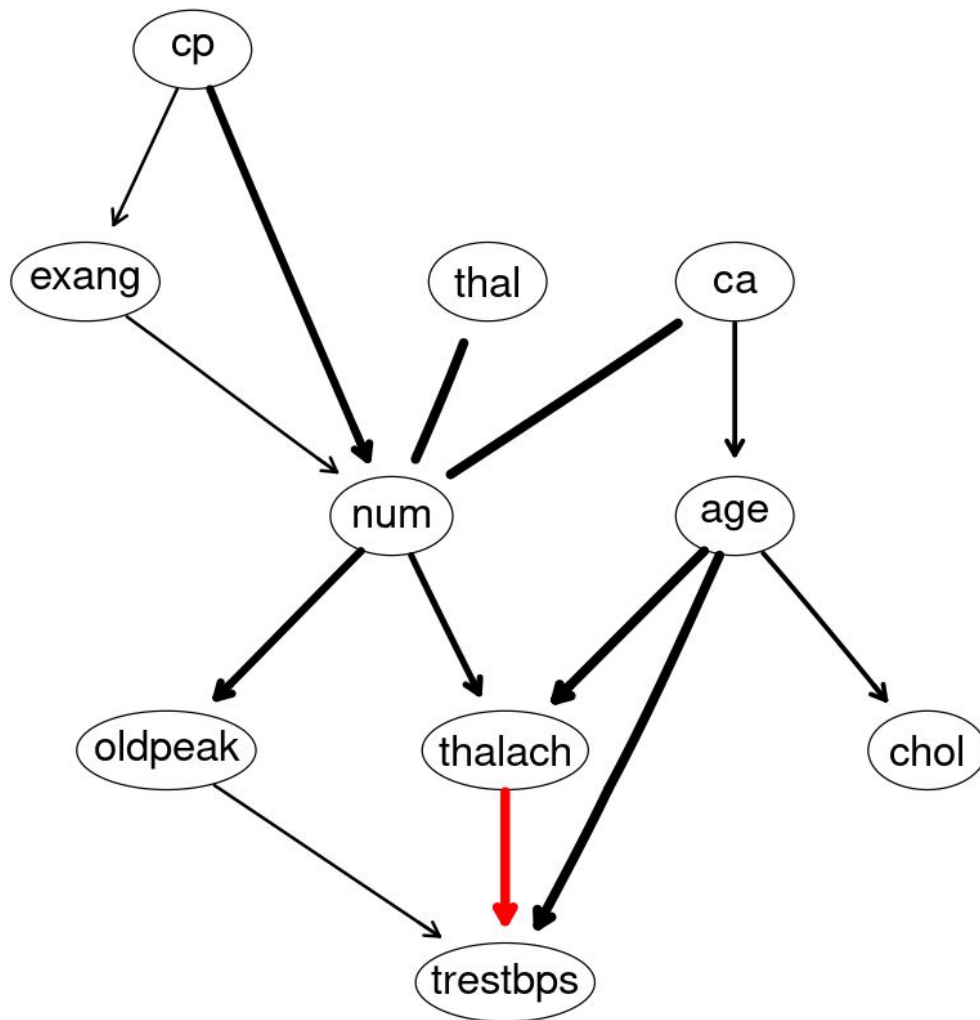 cp
exang
thal
ca
num
age
oldpeak
thalach
chol
trestbps